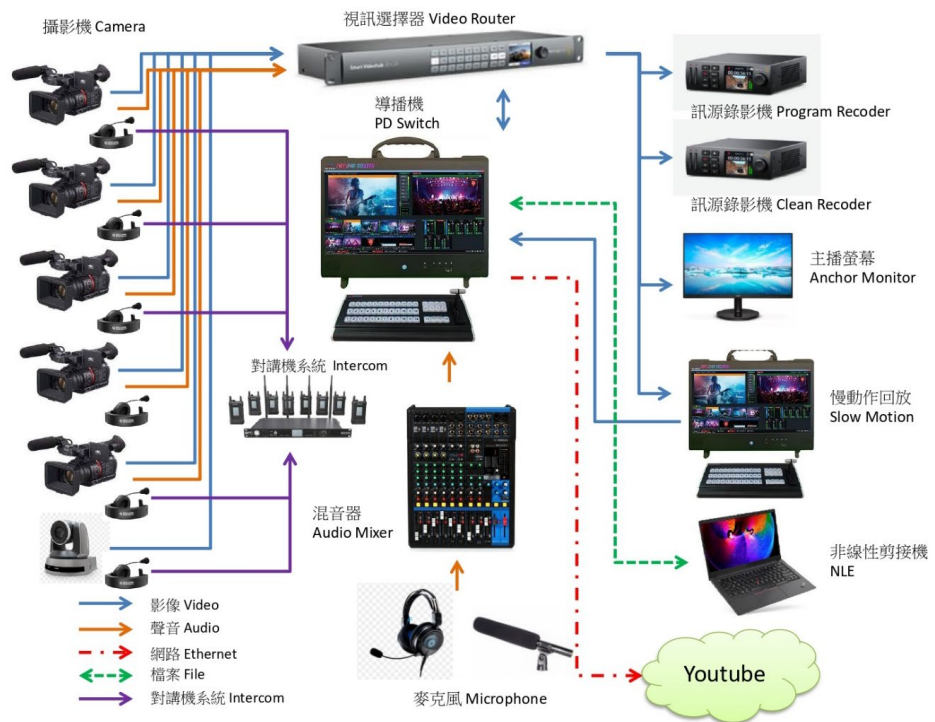 攝影機 Camera
視訊選擇器 Video Router
Smart Videohub
導播機
PD Switch
訊源錄影機 Program Recoder
訊源錄影機 Clean Recoder
主播螢幕
Anchor Monitor
對講機系統 Intercom
慢動作回放
Slow Motion
混音器
Audio Mixer
非線性剪接機
NLE
影像 Video
聲音 Audio
網路 Ethernet
檔案 File
對講機系統 Intercom
麥克風 Microphone
Youtube